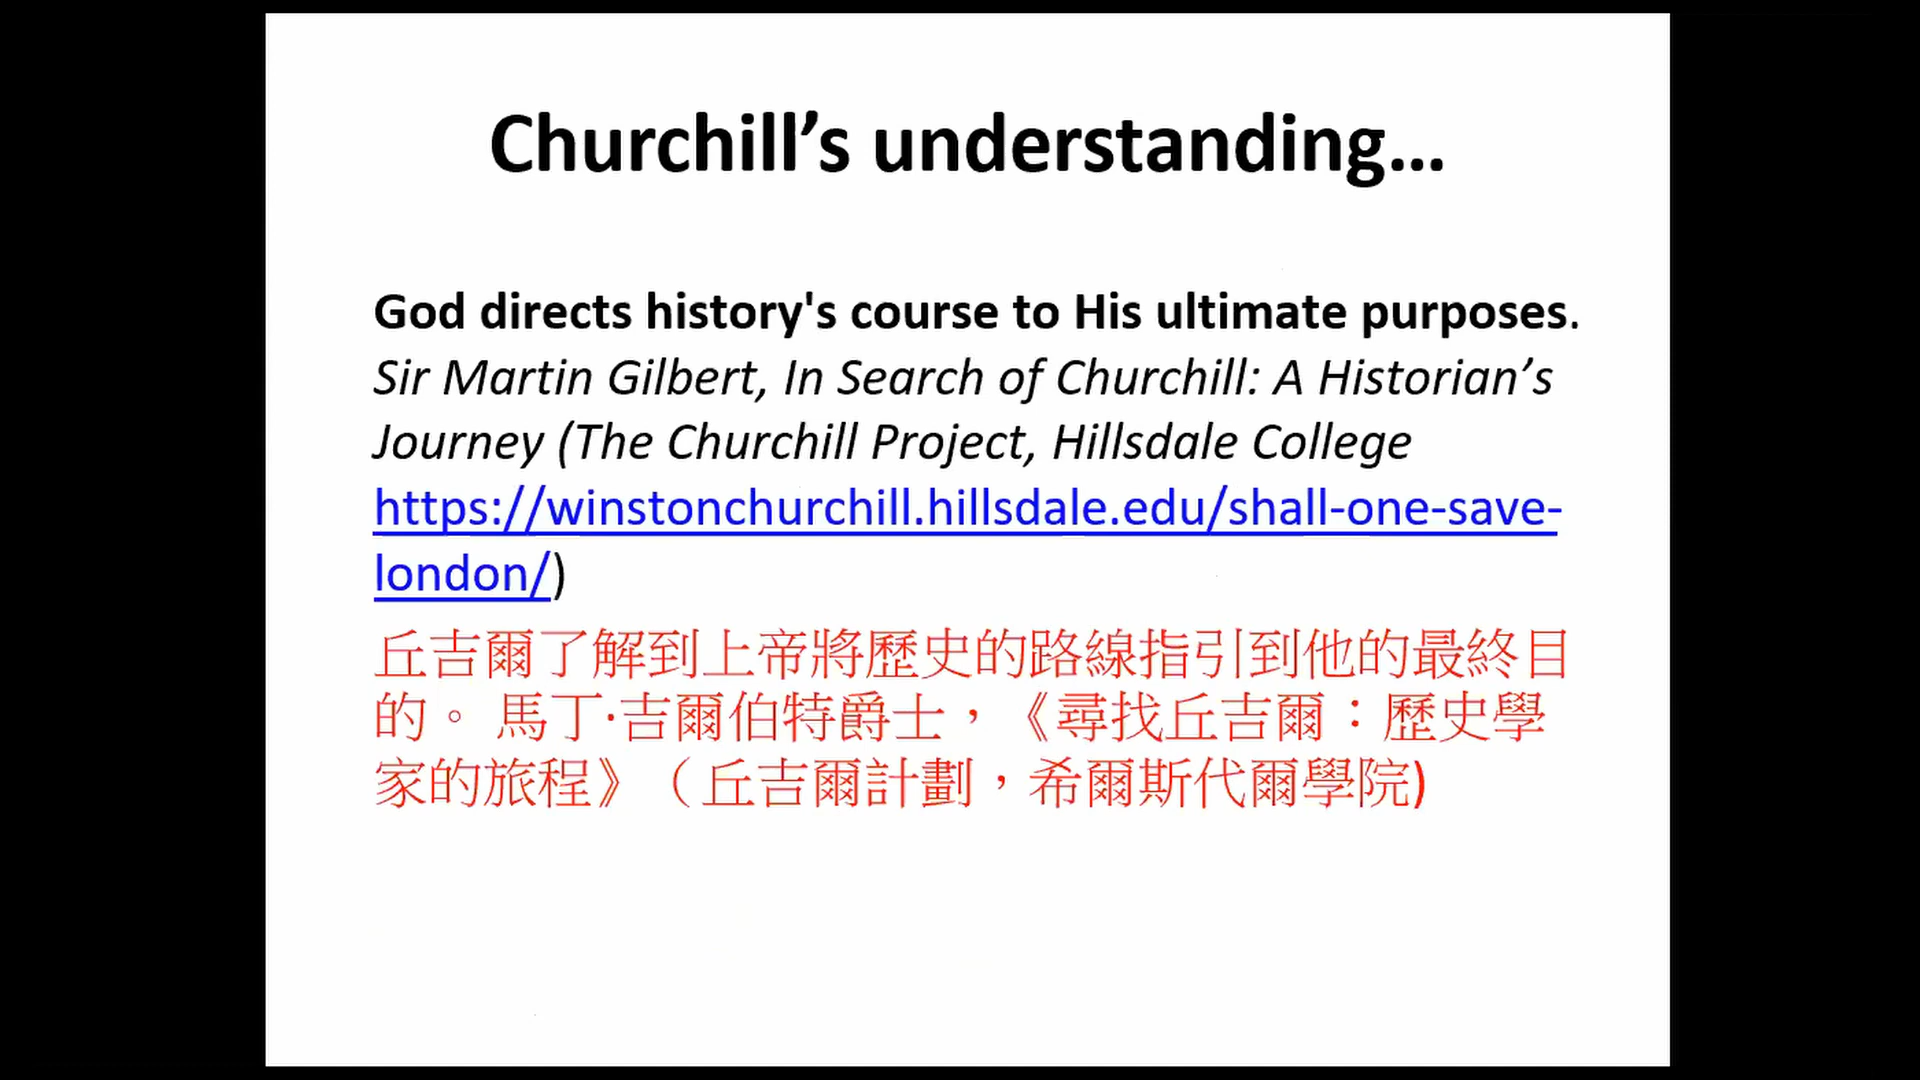 Churchill’s understanding…
God directs history's course to His ultimate purposes.
Sir Martin Gilbert, In Search of Churchill: A Historian’s
Journey (The Churchill Project, Hillsdale College
https://winstonchurchill.hillsdale.edu/shall-one-save-
london/)
丘吉爾了解到上帝將歷史的路線指引到他的最終目
的。 馬丁·吉爾伯特爵士，《尋找丘吉爾：歷史學
家的旅程》（丘吉爾計劃，希爾斯代爾學院)